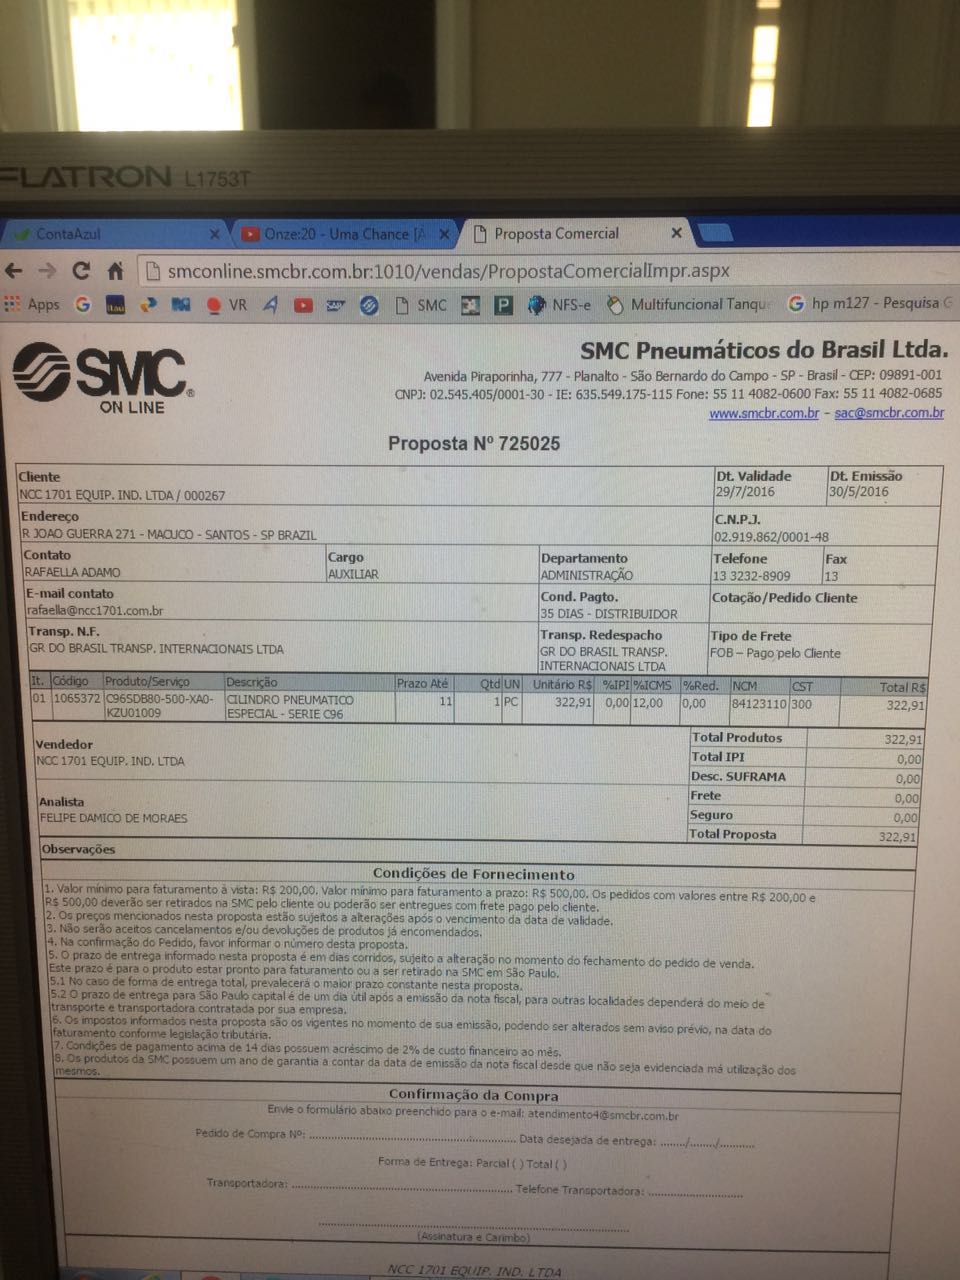 FLATRON L1753T
ContaAzul
Onze:20 - Uma Chance [Á
Proposta Comercial
smconline.smcbr.com.br:1010/vendas/PropostaComercialImpr.aspx
Apps
VR
SMC
NFS-e
Multifuncional Tanqu
hp m127 - Pesquisa G
SMC®
ON LINE
SMC Pneumáticos do Brasil Ltda.
Avenida Piraporinha, 777 - Planalto - São Bernardo do Campo - SP - Brasil - CEP: 09891-001
CNPJ: 02.545.405/0001-30 - IE: 635.549.175-115 Fone: 55 11 4082-0600 Fax: 55 11 4082-0685
www.smcbr.com.br – sac@smcbr.com.br
Proposta Nº 725025
Cliente Dt. Validade Dt. Emissão
NCC 1701 EQUIP. IND. LTDA / 000267 29/7/2016 30/5/2016
Endereço C.N.P.J.
R JOAO GUERRA 271 - MACUCO - SANTOS - SP BRAZIL 02.919.862/0001-48
Contato Cargo Departamento Telefone Fax
RAFAELLA ADAMO AUXILIAR ADMINISTRAÇÃO 13 3232-8909 13
E-mail contato Cond. Pagto. Cotação/Pedido Cliente
rafaella@ncc1701.com.br 35 DIAS - DISTRIBUIDOR
Transp. N.F. Transp. Redespacho Tipo de Frete
GR DO BRASIL TRANSP. INTERNACIONAIS LTDA GR DO BRASIL TRANSP. FOB – Pago pelo Cliente
INTERNACIONAIS LTDA
It. Código Produto/Serviço Descrição Prazo Até Qtd UN Unitário R$ %IPI %ICMS %Red. NCM CST Total R$
01 1065372 C96SDB80-500-XA0- CILINDRO PNEUMATICO 11 1 PC 322,91 0,00 12,00 0,00 84123110 300 322,91
KZU01009 ESPECIAL - SERIE C96
Vendedor
NCC 1701 EQUIP. IND. LTDA
Analista
FELIPE DAMICO DE MORAES
Total Produtos 322,91
Total IPI 0,00
Desc. SUFRAMA 0,00
Frete 0,00
Seguro 0,00
Total Proposta 322,91
Observações
Condições de Fornecimento
1. Valor mínimo para faturamento à vista: R$ 200,00. Valor mínimo para faturamento a prazo: R$ 500,00. Os pedidos com valores entre R$ 200,00 e
R$ 500,00 deverão ser retirados na SMC pelo cliente ou poderão ser entregues com frete pago pelo cliente.
2. Os preços mencionados nesta proposta estão sujeitos a alterações após o vencimento da data de validade.
3. Não serão aceitos cancelamentos e/ou devoluções de produtos já encomendados.
4. Na confirmação do Pedido, favor informar o número desta proposta.
5. O prazo de entrega informado nesta proposta é em dias corridos, sujeito a alteração no momento do fechamento do pedido de venda.
Este prazo é para o produto estar pronto para faturamento ou a ser retirado na SMC em São Paulo.
5.1 No caso de forma de entrega total, prevalecerá o maior prazo constante nesta proposta.
5.2 O prazo de entrega para São Paulo capital é de um dia útil após a emissão da nota fiscal, para outras localidades dependerá do meio de
transporte e transportadora contratada por sua empresa.
6. Os impostos informados nesta proposta são os vigentes no momento de sua emissão, podendo ser alterados sem aviso prévio, na data do
faturamento conforme legislação tributária.
7. Condições de pagamento acima de 14 dias possuem acréscimo de 2% de custo financeiro ao mês.
8. Os produtos da SMC possuem um ano de garantia a contar da data de emissão da nota fiscal desde que não seja evidenciada má utilização dos
mesmos.
Confirmação da Compra
Envie o formulário abaixo preenchido para o e-mail: atendimento4@smcbr.com.br
Pedido de Compra Nº: .......................................................... Data desejada de entrega: ......./......../..........
Forma de Entrega: Parcial ( ) Total ( )
Transportadora: .............................................................. Telefone Transportadora: ..........................
(Assinatura e Carimbo)
NCC 1701 EQUIP. IND. LTDA